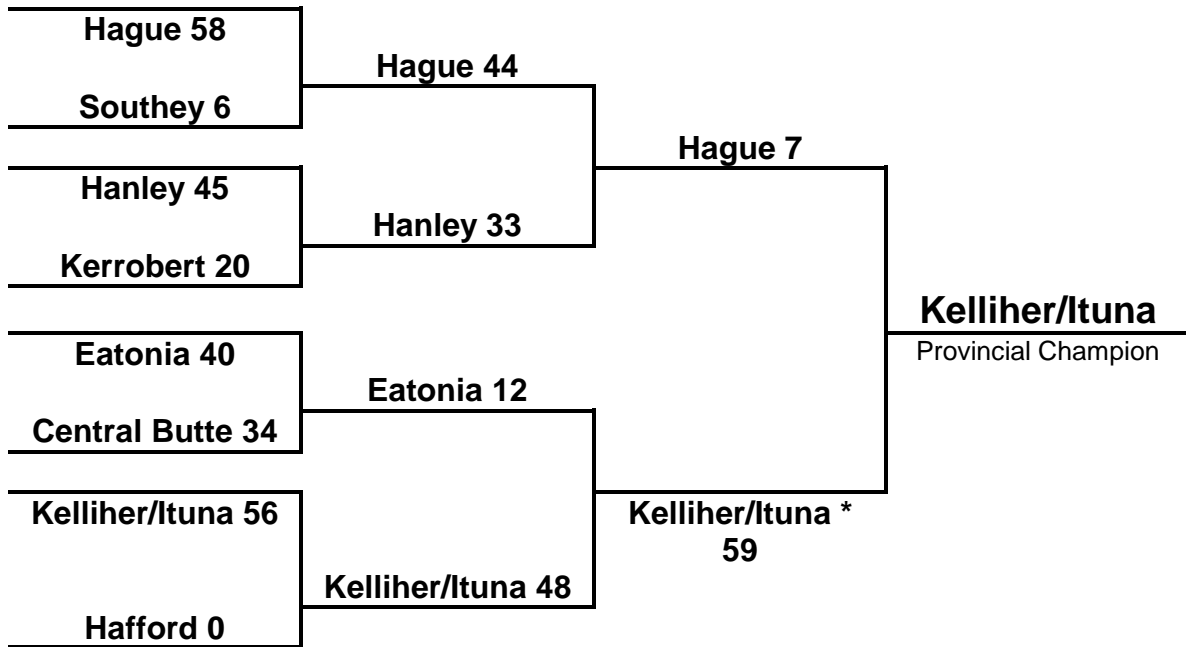 Hague 58
Southey 6
Hanley 45
Kerrobert 20
Eatonia 40
Central Butte 34
Kelliher/Ituna 56
Hafford 0
Hague 44
Hanley 33
Eatonia 12
Kelliher/Ituna 48
Hague 7
Kelliher/Ituna *
59
Kelliher/Ituna
Provincial Champion